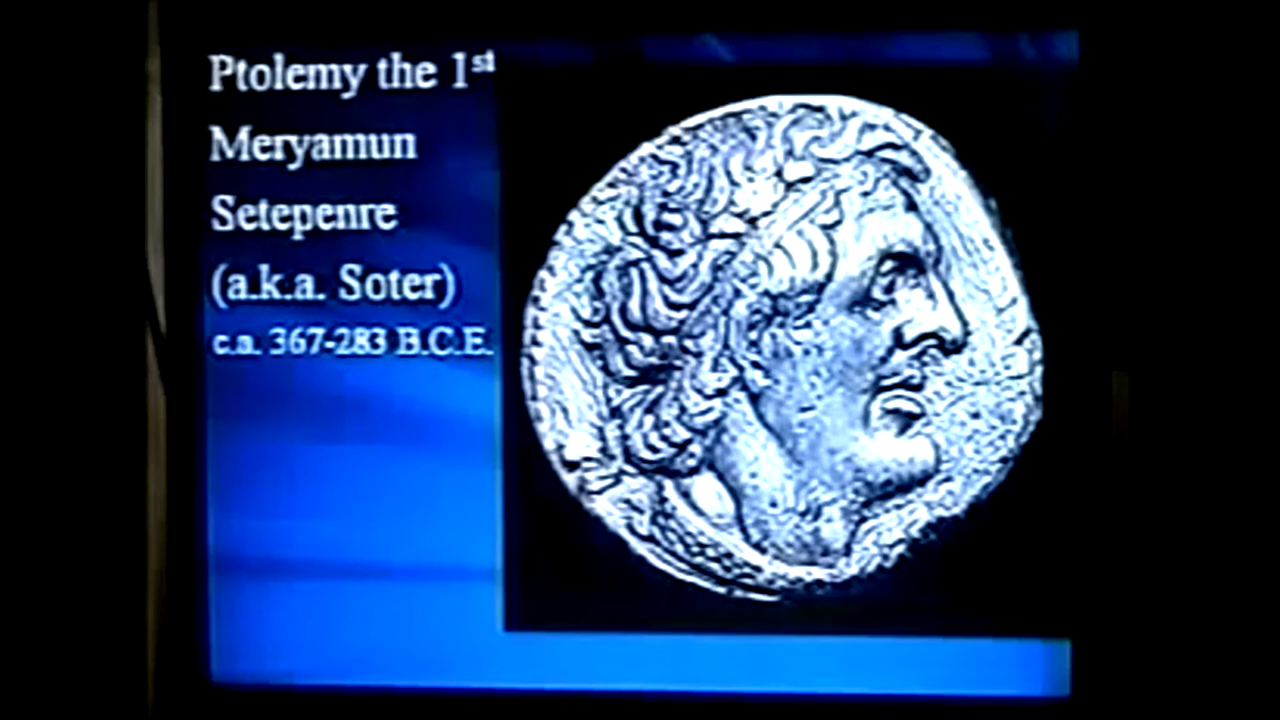 Ptolemy the 1st
Meryamun
Setepenre
(a.k.a. Soter)
c.a. 367-283 B.C.E.